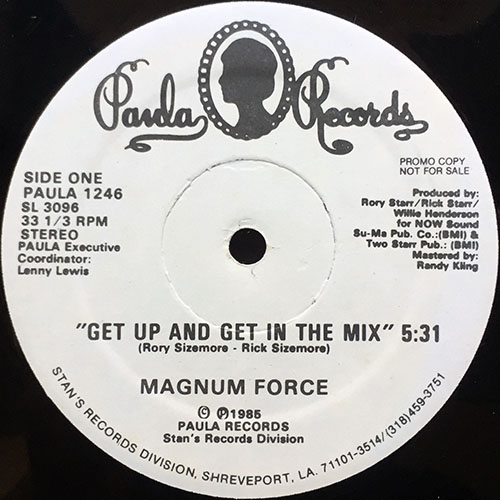 Paula Records
SIDE ONE
PAULA 1246
SL 3096
33 1/3 RPM
STEREO
PAULA Executive
Coordinator:
Lenny Lewis
PROMO COPY
NOT FOR SALE
Produced by:
Rory Starr/Rick Starr/
Willie Henderson
for NOW Sound
Su-Ma Pub. Co.:(BMI) &
Two Starr Pub.: (BMI)
Mastered by:
Randy Kling
"GET UP AND GET IN THE MIX" 5:31
(Rory Sizemore - Rick Sizemore)
MAGNUM FORCE
© ℗1985
PAULA RECORDS
Stan's Records Division
STAN'S RECORDS DIVISION, SHREVEPORT, LA. 71101-3514/(318)459-3751